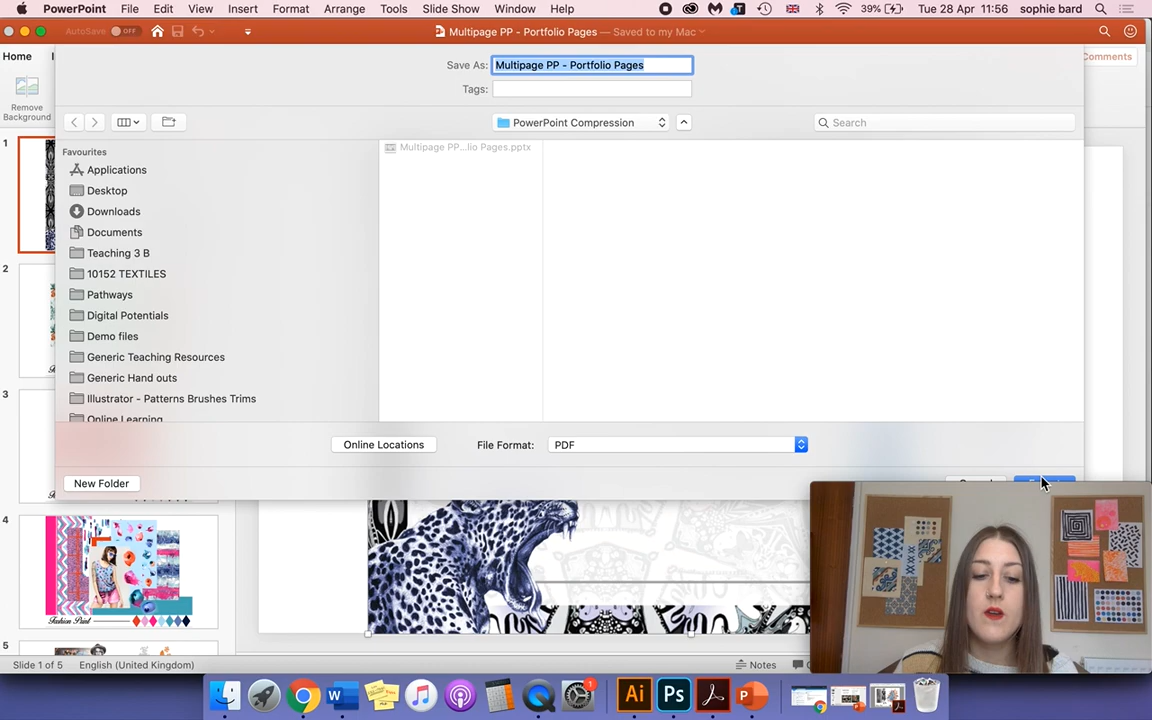 PowerPoint File Edit View Insert Format Arrange Tools Slide Show Window Help 39% Tue 28 Apr 11:56 sophie bard
AutoSave OFF Multipage PP - Portfolio Pages — Saved to my Mac
Home
Comments
Save As: Multipage PP - Portfolio Pages
Tags:
Remove
Background
PowerPoint Compression
Search
1
Favourites
Multipage PP...lio Pages.pptx
Applications
Desktop
Downloads
Documents
Teaching 3 B
2
10152 TEXTILES
Pathways
Digital Potentials
Demo files
Generic Teaching Resources
Generic Hand outs
3
Illustrator - Patterns Brushes Trims
Online Learning
Online Locations File Format: PDF
New Folder
4
Fashion Print
5
Slide 1 of 5 English (United Kingdom) Notes
W Ai Ps P
1